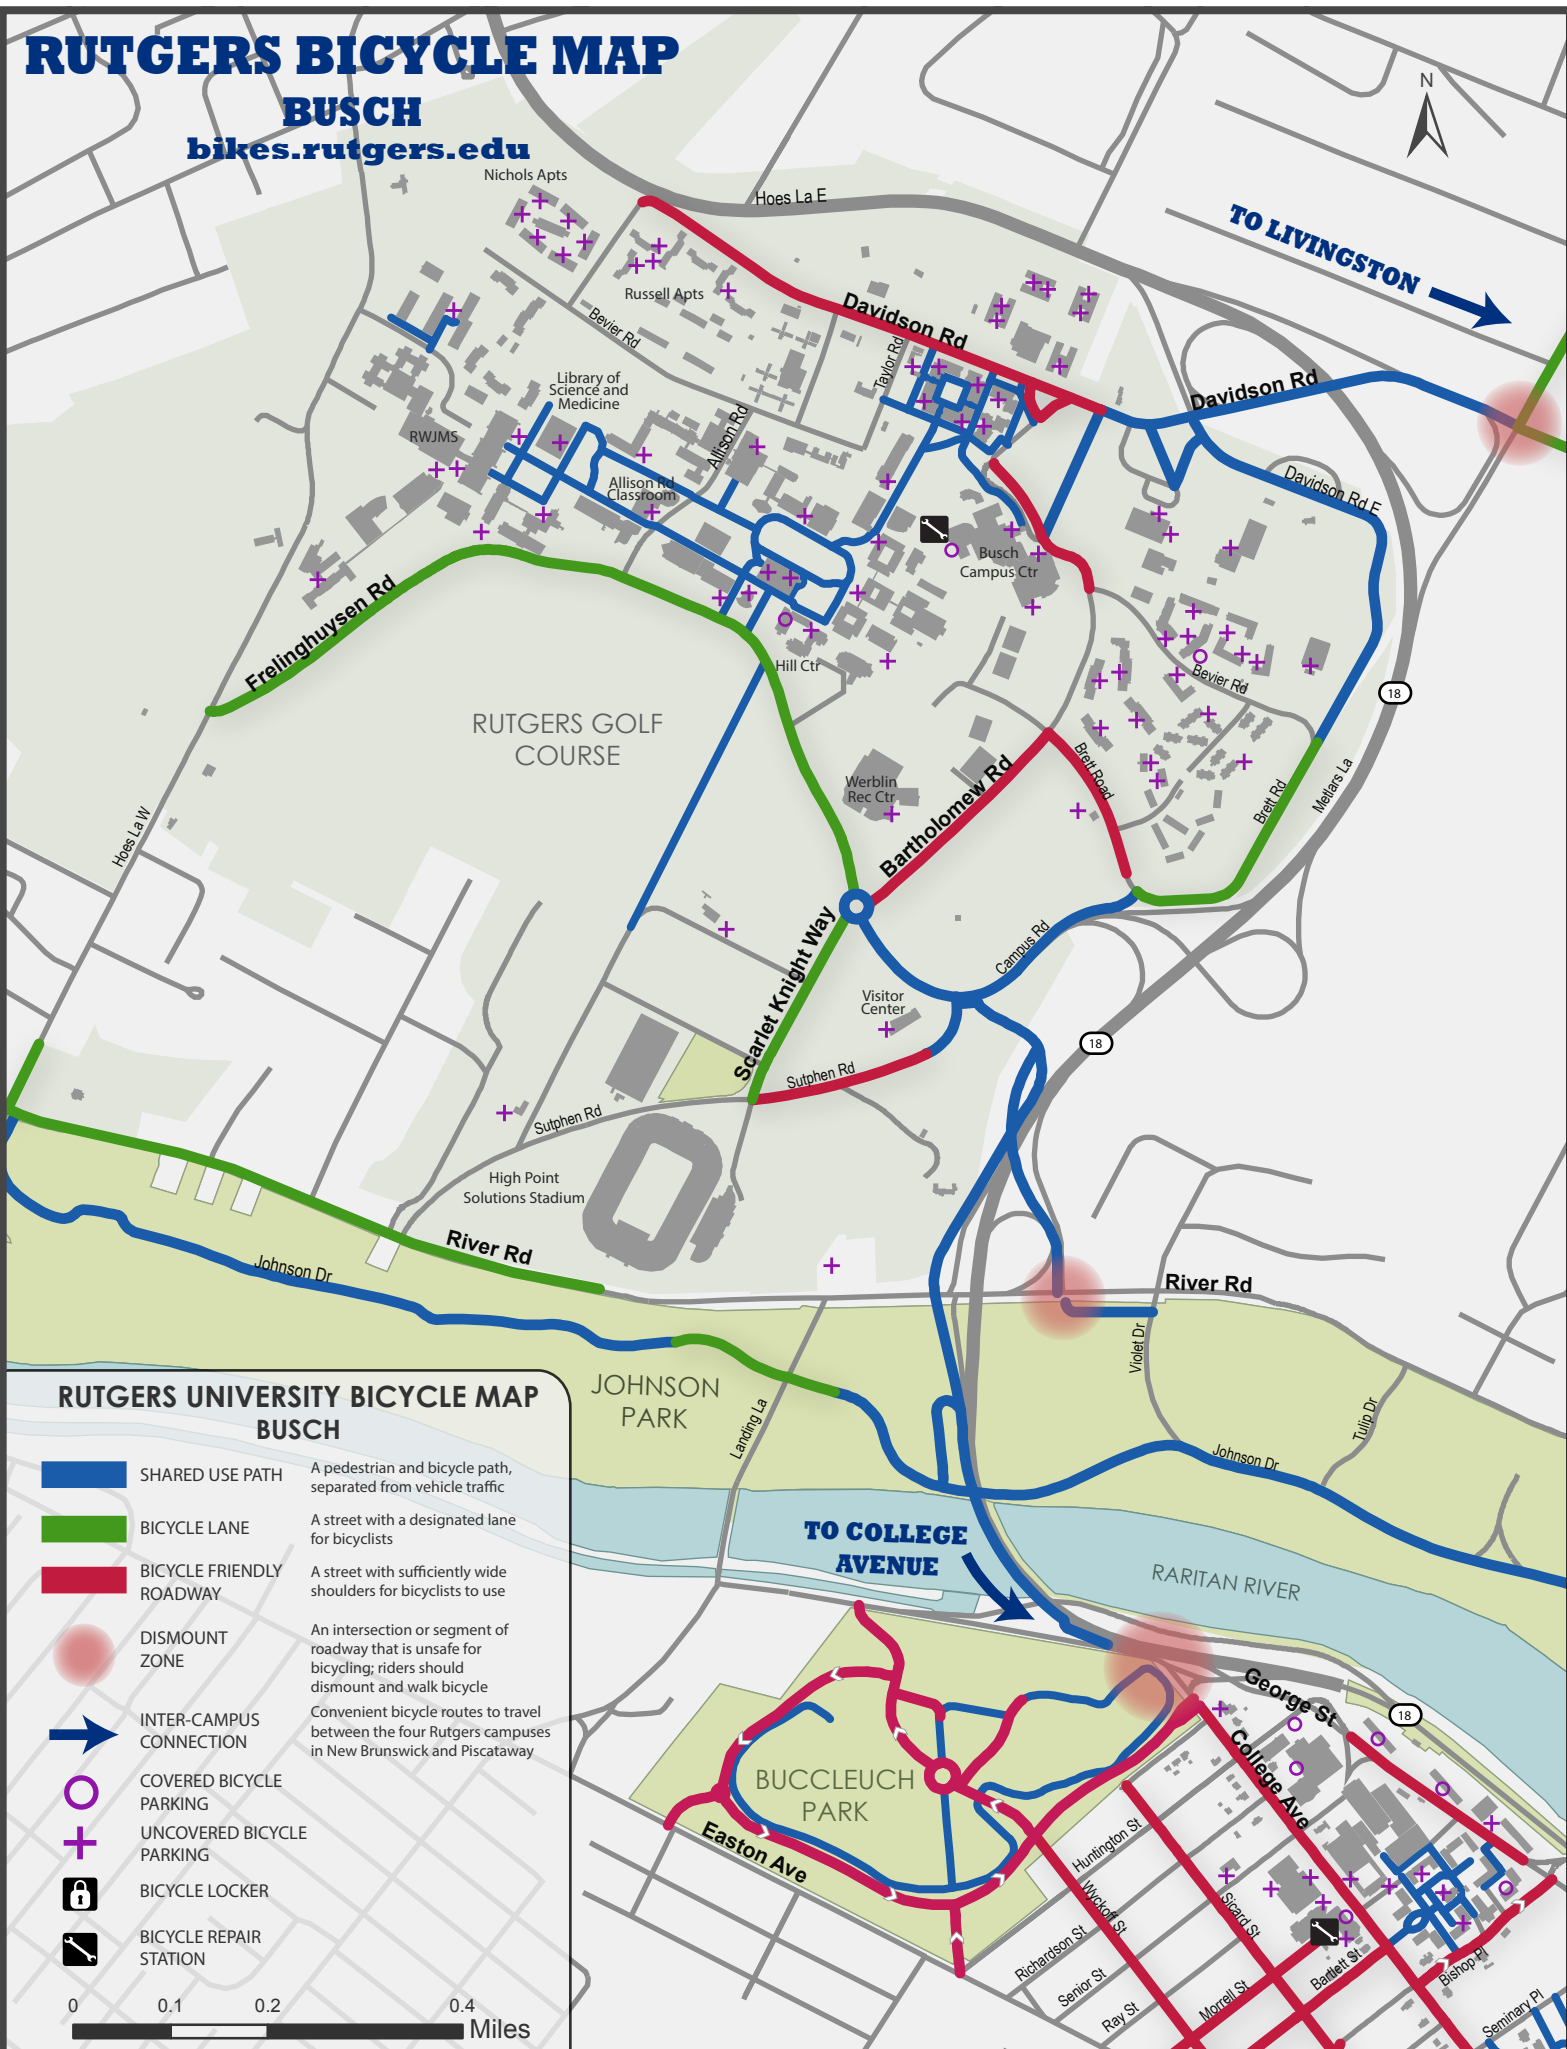 RUTGERS BICYCLE MAP
BUSCH
bikes.rutgers.edu
N
Nichols Apts
Hoes La E
TO LIVINGSTON
Russell Apts
Davidson Rd
Bevier Rd
Taylor Rd
Davidson Rd
Library of
Science and
Medicine
RWJMS
Allison Rd
Allison Rd
Classroom
Davidson Rd E
Busch
Campus Ctr
Frelinghuysen Rd
Hill Ctr
Bevier Rd
18
RUTGERS GOLF
COURSE
Werblin
Rec Ctr
Bartholomew Rd
Brett Road
Brett Rd
Metlars La
Hoes La W
Scarlet Knight Way
Campus Rd
Visitor
Center
18
Sutphen Rd
Sutphen Rd
High Point
Solutions Stadium
River Rd
Johnson Dr
River Rd
Violet Dr
JOHNSON
PARK
Landing La
Tulip Dr
Johnson Dr
TO COLLEGE
AVENUE
RARITAN RIVER
George St
18
College Ave
BUCCLEUCH
PARK
Easton Ave
Huntington St
Wyckoff St
Sicard St
Richardson St
Senior St
Ray St
Morrell St
Bartlett St
Bishop Pl
Seminary Pl
RUTGERS UNIVERSITY BICYCLE MAP
BUSCH
SHARED USE PATH
A pedestrian and bicycle path,
separated from vehicle traffic
BICYCLE LANE
A street with a designated lane
for bicyclists
BICYCLE FRIENDLY
ROADWAY
A street with sufficiently wide
shoulders for bicyclists to use
DISMOUNT
ZONE
An intersection or segment of
roadway that is unsafe for
bicycling; riders should
dismount and walk bicycle
INTER-CAMPUS
CONNECTION
Convenient bicycle routes to travel
between the four Rutgers campuses
in New Brunswick and Piscataway
COVERED BICYCLE
PARKING
UNCOVERED BICYCLE
PARKING
BICYCLE LOCKER
BICYCLE REPAIR
STATION
0 0.1 0.2 0.4
Miles